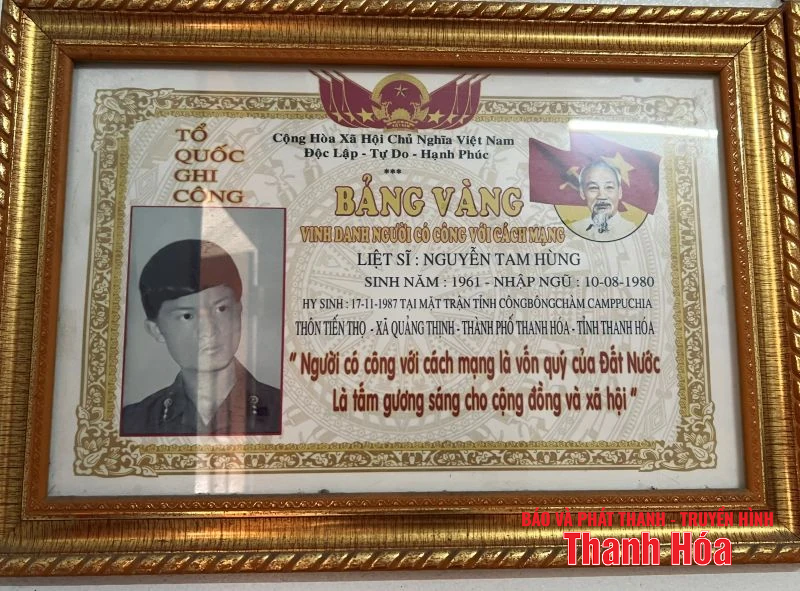 TỔ
QUỐC
GHI
CÔNG
Cộng Hòa Xã Hội Chủ Nghĩa Việt Nam
Độc Lập - Tự Do - Hạnh Phúc
***
BẢNG VÀNG
VINH DANH NGƯỜI CÓ CÔNG VỚI CÁCH MẠNG
LIỆT SĨ : NGUYỄN TAM HÙNG
SINH NĂM : 1961 - NHẬP NGŨ : 10-08-1980
HY SINH : 17-11-1987 TẠI MẶT TRẬN TỈNH CÔNGBÔNGCHÀM CAMPPUCHIA
THÔN TIẾN THỌ - XÃ QUẢNG THỊNH - THÀNH PHỐ THANH HÓA - TỈNH THANH HÓA
" Người có công với cách mạng là vốn quý của Đất Nước
Là tấm gương sáng cho cộng đồng và xã hội "
BÁO VÀ PHÁT THANH - TRUYỀN HÌNH
Thanh Hóa